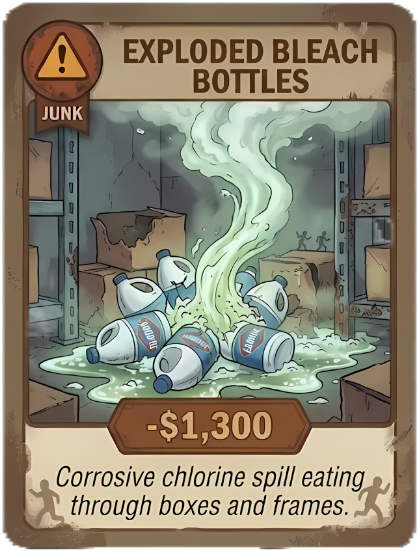 EXPLODED BLEACH
BOTTLES
JUNK
-$1,300
Corrosive chlorine spill eating
through boxes and frames.